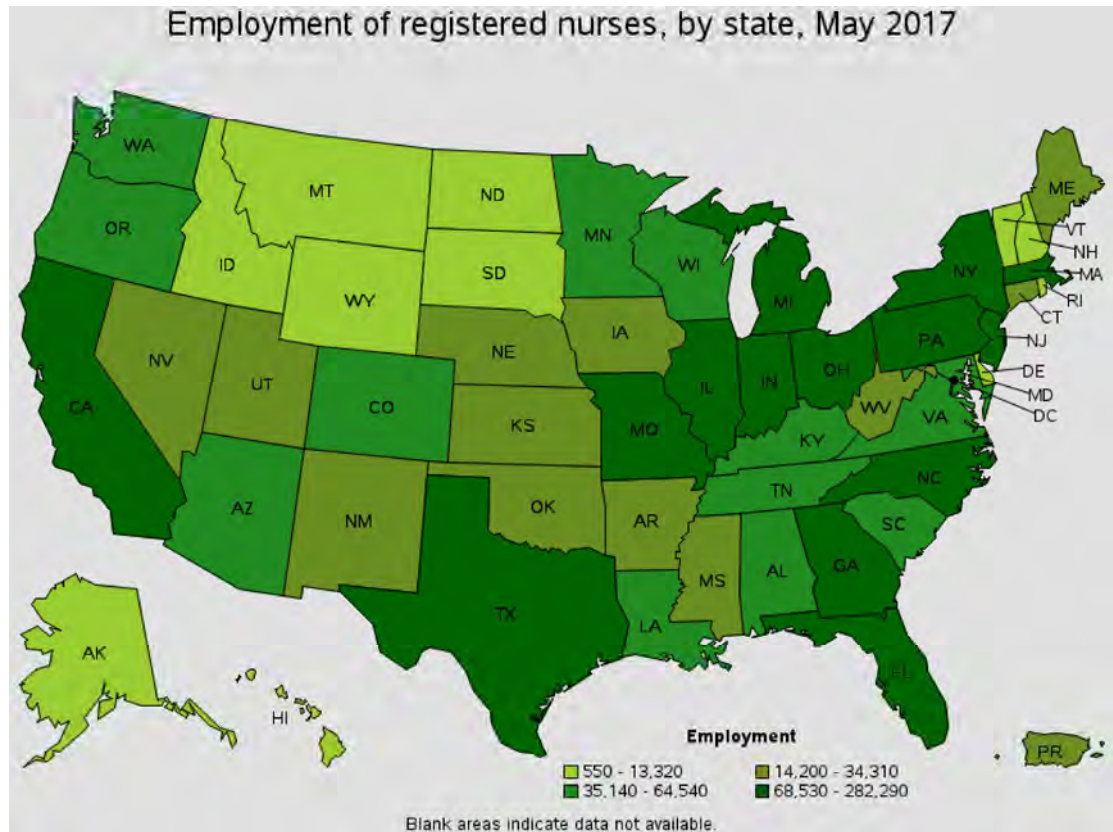 Employment of registered nurses, by state, May 2017
WA
MT
ND
ME
OR
MN
VT
ID
SD
WI
NH
NY
MA
WY
MI
RI
CT
IA
PA
NJ
NE
NV
OH
DE
UT
IL
IN
MD
CA
CO
WV
DC
VA
KS
MO
KY
NC
TN
AZ
OK
NM
AR
SC
MS
AL
GA
TX
LA
AK
FL
HI
PR
Employment
550 - 13,320 14,200 - 34,310
35,140 - 64,540 68,530 - 282,290
Blank areas indicate data not available.